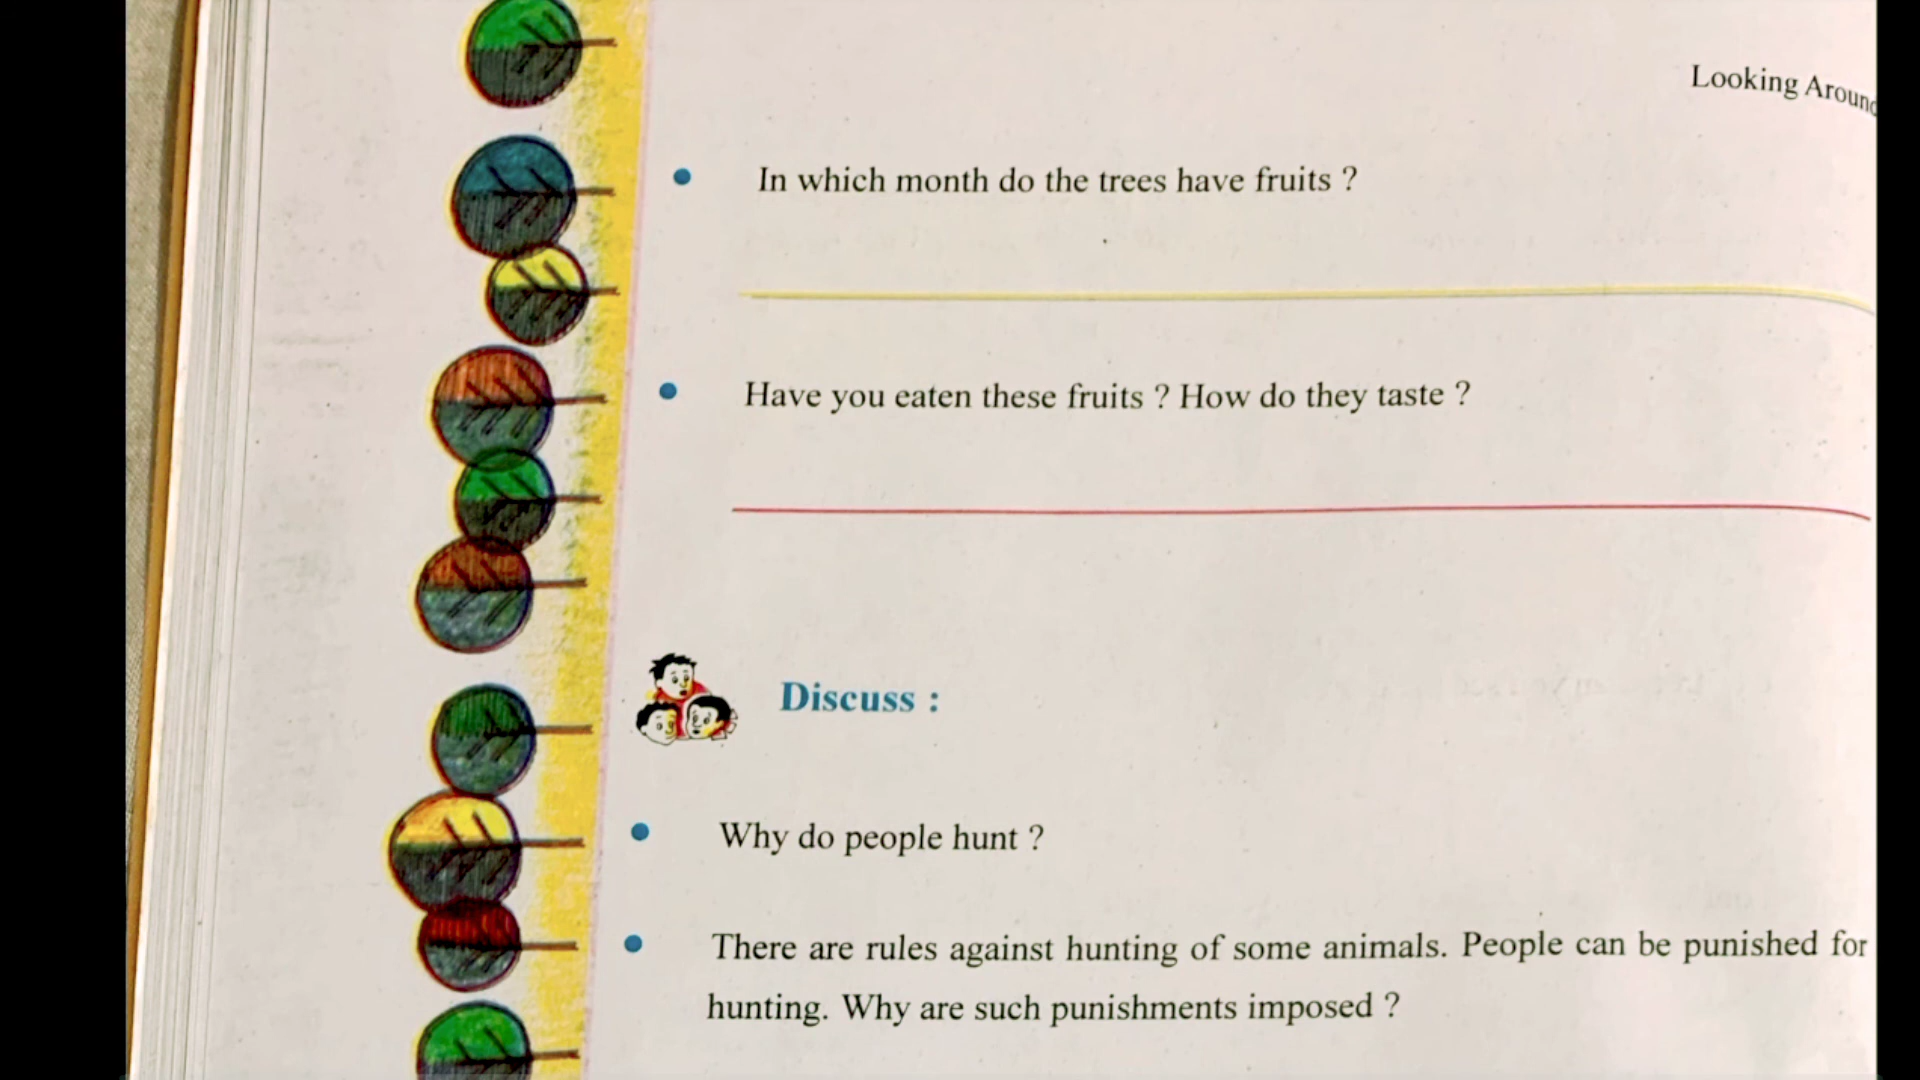 Looking Around
In which month do the trees have fruits ?
Have you eaten these fruits ? How do they taste ?
Discuss :
Why do people hunt ?
There are rules against hunting of some animals. People can be punished for
hunting. Why are such punishments imposed ?